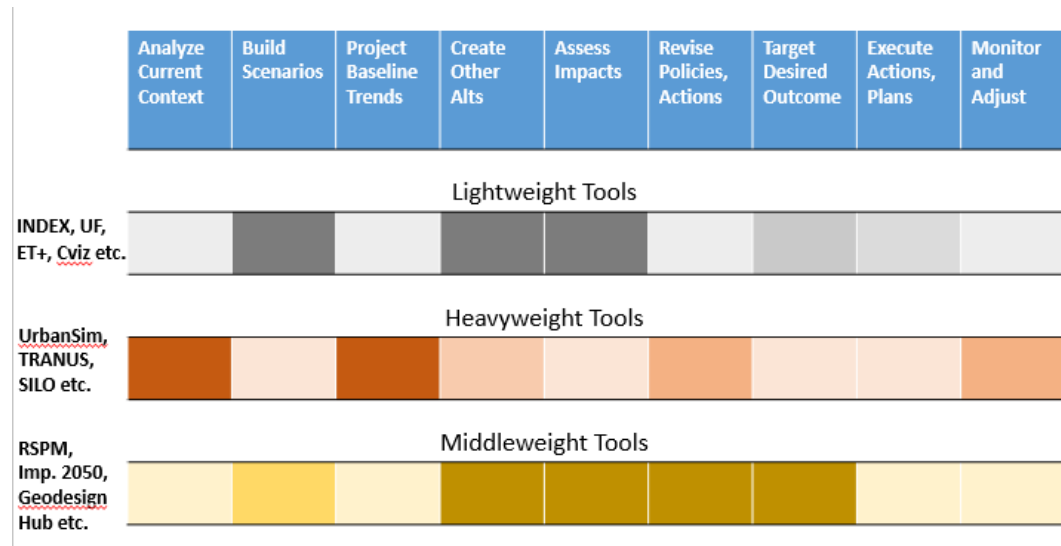 Analyze
Current
Context
Build
Scenarios
Project
Baseline
Trends
Create
Other
Alts
Assess
Impacts
Revise
Policies,
Actions
Target
Desired
Outcome
Execute
Actions,
Plans
Monitor
and
Adjust
Lightweight Tools
INDEX, UF,
ET+, Cviz etc.
Heavyweight Tools
UrbanSim,
TRANUS,
SILO etc.
Middleweight Tools
RSPM,
Imp. 2050,
Geodesign
Hub etc.